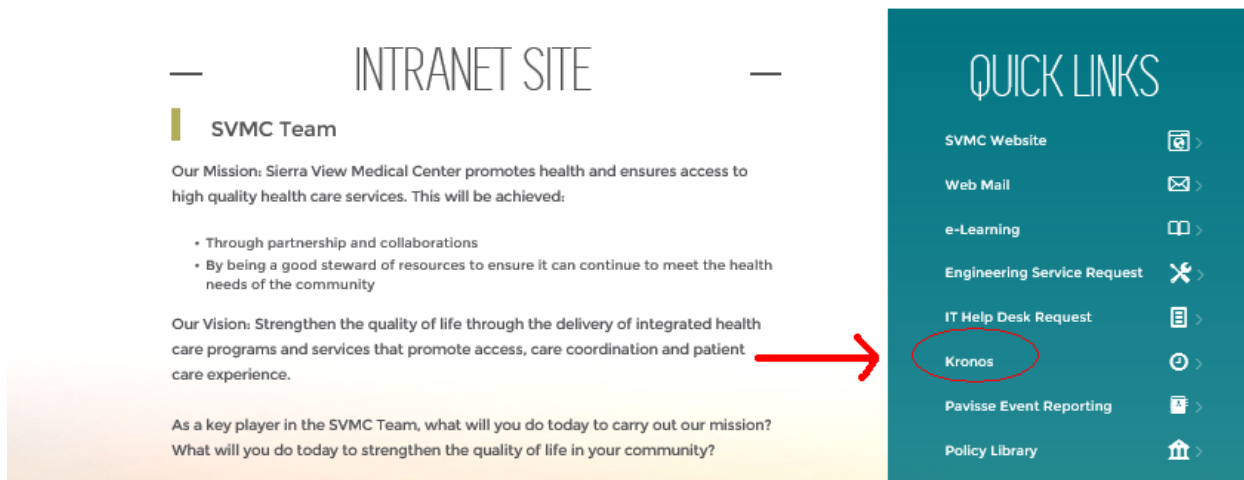 INTRANET SITE
SVMC Team
Our Mission: Sierra View Medical Center promotes health and ensures access to
high quality health care services. This will be achieved:
• Through partnership and collaborations
• By being a good steward of resources to ensure it can continue to meet the health
needs of the community
Our Vision: Strengthen the quality of life through the delivery of integrated health
care programs and services that promote access, care coordination and patient
care experience.
As a key player in the SVMC Team, what will you do today to carry out our mission?
What will you do today to strengthen the quality of life in your community?
QUICK LINKS
SVMC Website
Web Mail
e-Learning
Engineering Service Request
IT Help Desk Request
Kronos
Pavisse Event Reporting
Policy Library